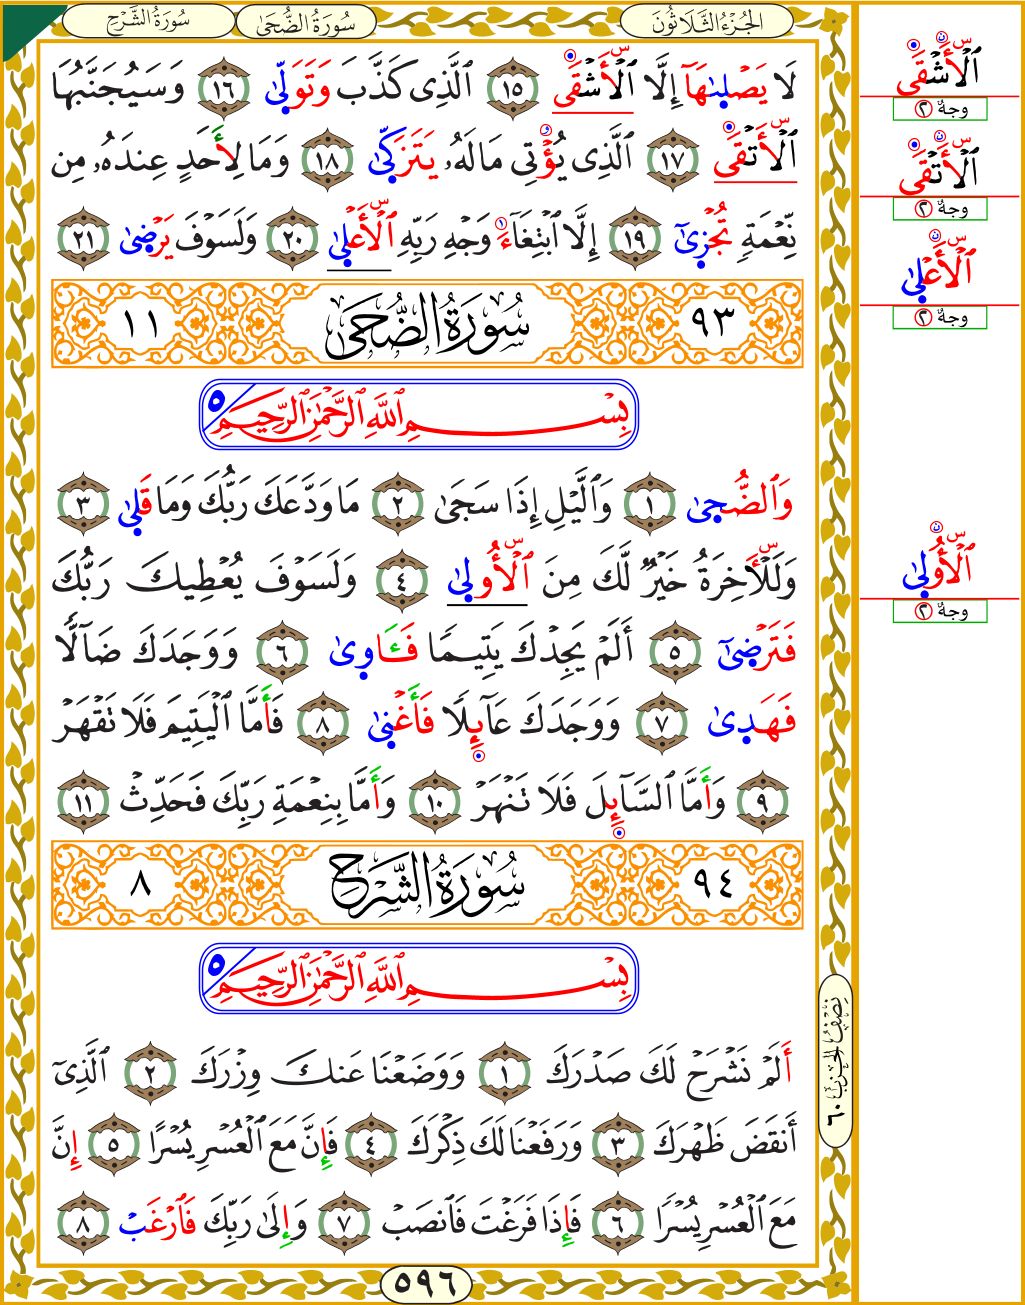 الجُزْءُ الثَّلَاثُونَ
سُورَةُ الضُّحَىٰ
سُورَةُ الشَّرْحِ
لَا يَصْلَىٰهَآ إِلَّا ٱلْأَشْقَى ١٥ ٱلَّذِى كَذَّبَ وَتَوَلَّىٰ ١٦ وَسَيُجَنَّبُهَا
ٱلْأَتْقَى ١٧ ٱلَّذِى يُؤْتِى مَالَهُۥ يَتَزَكَّىٰ ١٨ وَمَا لِأَحَدٍ عِندَهُۥ مِن
نِّعْمَةٍ تُجْزَىٰٓ ١٩ إِلَّا ٱبْتِغَآءَ وَجْهِ رَبِّهِ ٱلْأَعْلَىٰ ٢٠ وَلَسَوْفَ يَرْضَىٰ ٢١
٩٣ سُورَةُ الضُّحَىٰ ١١
بِسْمِ ٱللَّهِ ٱلرَّحْمَٰنِ ٱلرَّحِيمِ ٥
وَٱلضُّحَىٰ ١ وَٱلَّيْلِ إِذَا سَجَىٰ ٢ مَا وَدَّعَكَ رَبُّكَ وَمَا قَلَىٰ ٣
وَلَلْأَخِرَةُ خَيْرٌ لَّكَ مِنَ ٱلْأُولَىٰ ٤ وَلَسَوْفَ يُعْطِيكَ رَبُّكَ
فَتَرْضَىٰٓ ٥ أَلَمْ يَجِدْكَ يَتِيمًا فَـَٔاوَىٰ ٦ وَوَجَدَكَ ضَآلًّا
فَهَدَىٰ ٧ وَوَجَدَكَ عَآئِلًا فَأَغْنَىٰ ٨ فَأَمَّا ٱلْيَتِيمَ فَلَا تَقْهَرْ
٩ وَأَمَّا ٱلسَّآئِلَ فَلَا تَنْهَرْ ١٠ وَأَمَّا بِنِعْمَةِ رَبِّكَ فَحَدِّثْ ١١
٩٤ سُورَةُ الشَّرْحِ ٨
بِسْمِ ٱللَّهِ ٱلرَّحْمَٰنِ ٱلرَّحِيمِ ٥
أَلَمْ نَشْرَحْ لَكَ صَدْرَكَ ١ وَوَضَعْنَا عَنكَ وِزْرَكَ ٢ ٱلَّذِىٓ
أَنقَضَ ظَهْرَكَ ٣ وَرَفَعْنَا لَكَ ذِكْرَكَ ٤ فَإِنَّ مَعَ ٱلْعُسْرِ يُسْرًا ٥ إِنَّ
مَعَ ٱلْعُسْرِ يُسْرًا ٦ فَإِذَا فَرَغْتَ فَٱنصَبْ ٧ وَإِلَىٰ رَبِّكَ فَٱرْغَب ٨
٥٩٦
ٱلْأَشْقَى
وجهٌ ٢
ٱلْأَتْقَى
وجهٌ ٢
ٱلْأَعْلَىٰ
وجهٌ ٢
ٱلْأُولَىٰ
وجهٌ ٢
نِصْفُ الحِزْبِ ٦٠